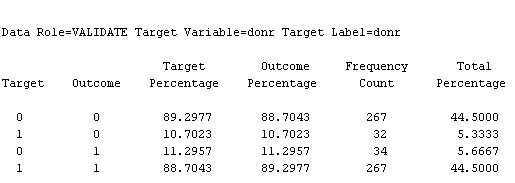 Data Role=VALIDATE Target Variable=donr Target Label=donr
Target Outcome Frequency Total
Target Outcome Percentage Percentage Count Percentage
0 0 89.2977 88.7043 267 44.5000
1 0 10.7023 10.7023 32 5.3333
0 1 11.2957 11.2957 34 5.6667
1 1 88.7043 89.2977 267 44.5000